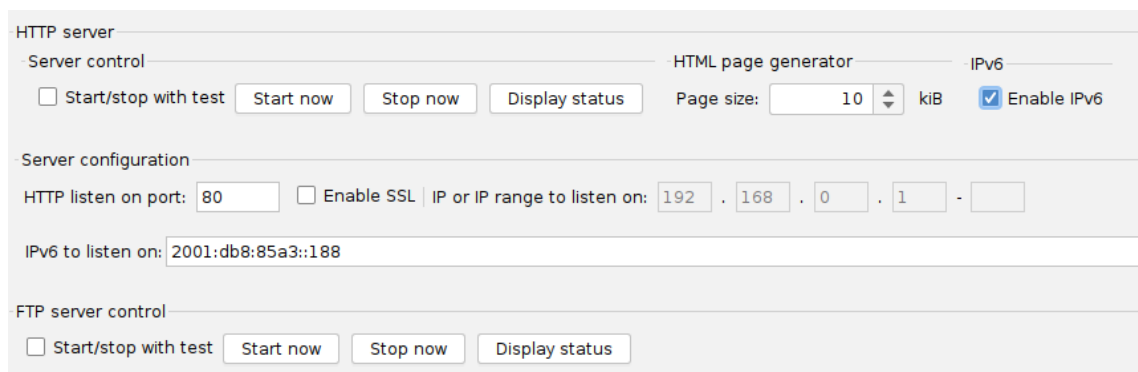 HTTP server
Server control HTML page generator IPv6
Start/stop with test Start now Stop now Display status Page size: 10 kiB Enable IPv6
Server configuration
HTTP listen on port: 80 Enable SSL IP or IP range to listen on: 192 . 168 . 0 . 1 -
IPv6 to listen on: 2001:db8:85a3::188
FTP server control
Start/stop with test Start now Stop now Display status